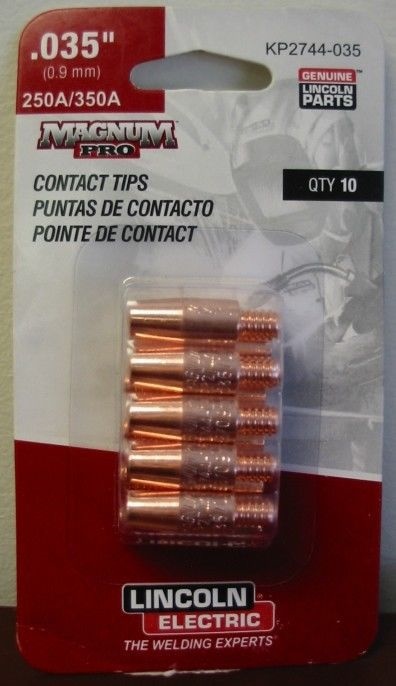 .035"
(0.9 mm)
250A/350A
KP2744-035
GENUINE™
LINCOLN
PARTS
MAGNUM®
PRO
CONTACT TIPS
PUNTAS DE CONTACTO
POINTE DE CONTACT
QTY 10
LINCOLN®
ELECTRIC
THE WELDING EXPERTS®